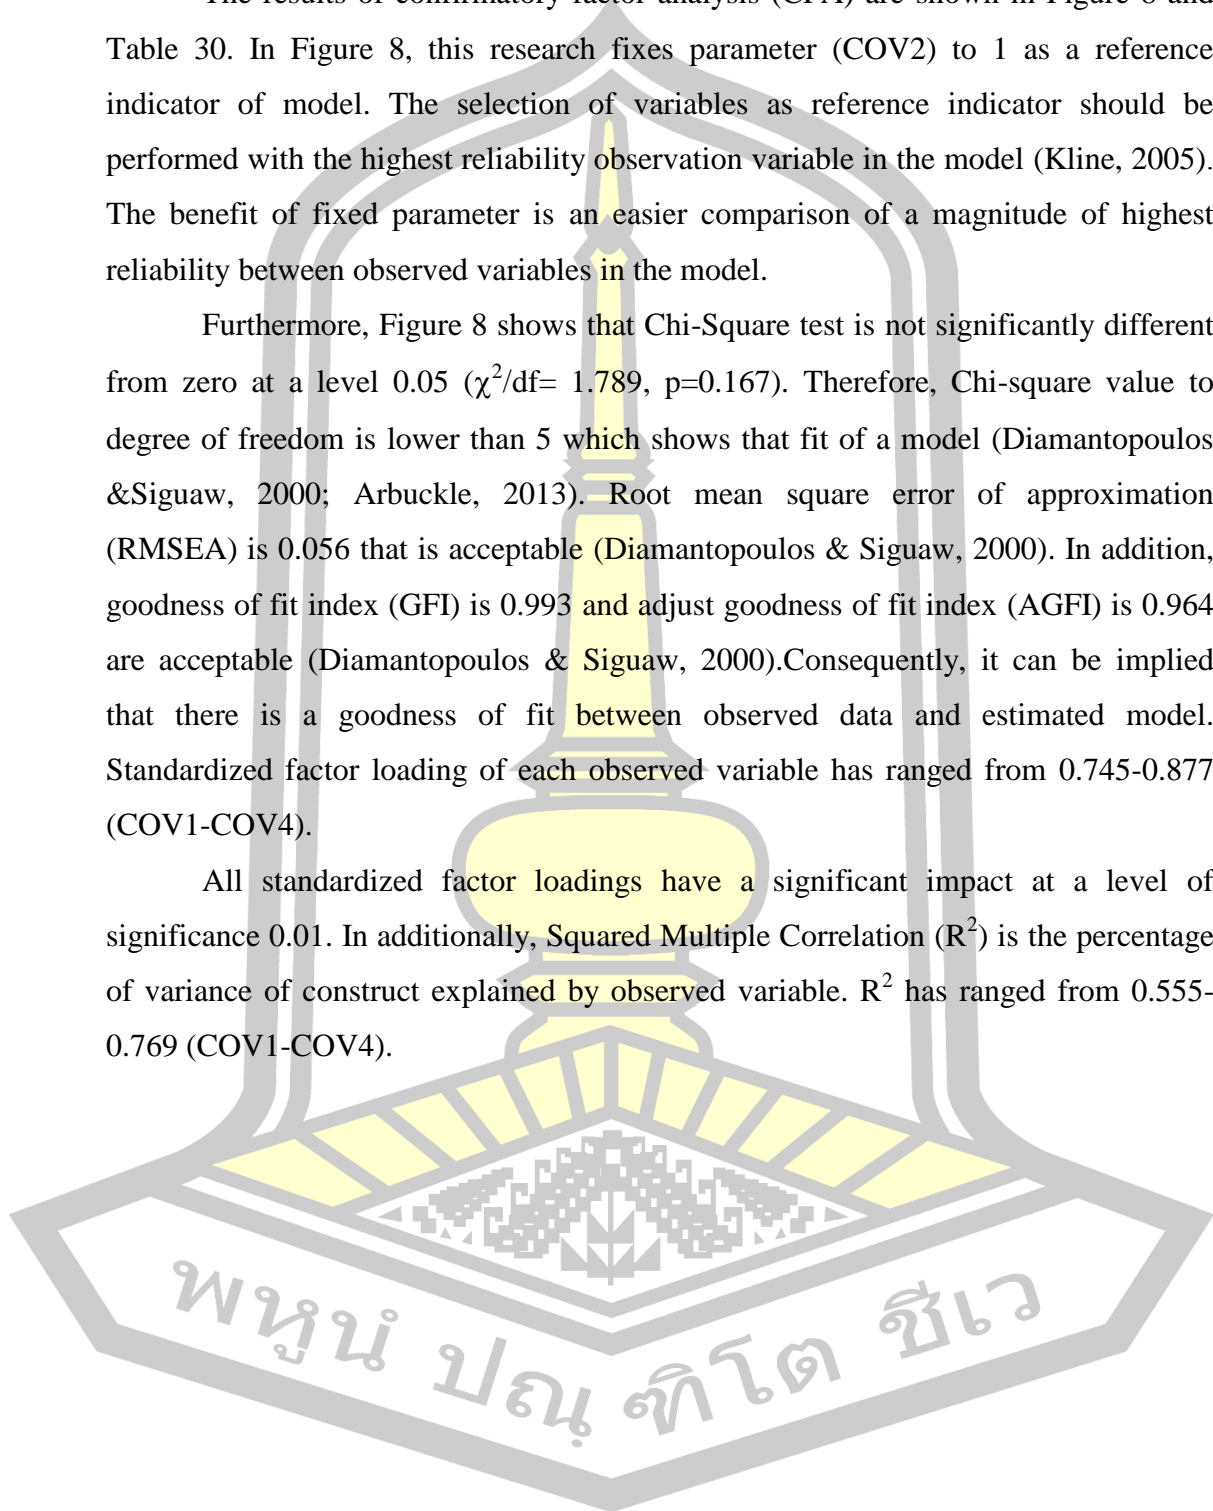 The results of confirmatory factor analysis (CFA) are shown in Figure 8 and
Table 30. In Figure 8, this research fixes parameter (COV2) to 1 as a reference
indicator of model. The selection of variables as reference indicator should be
performed with the highest reliability observation variable in the model (Kline, 2005).
The benefit of fixed parameter is an easier comparison of a magnitude of highest
reliability between observed variables in the model.
Furthermore, Figure 8 shows that Chi-Square test is not significantly different
from zero at a level 0.05 (χ²/df= 1.789, p=0.167). Therefore, Chi-square value to
degree of freedom is lower than 5 which shows that fit of a model (Diamantopoulos
&Siguaw, 2000; Arbuckle, 2013). Root mean square error of approximation
(RMSEA) is 0.056 that is acceptable (Diamantopoulos & Siguaw, 2000). In addition,
goodness of fit index (GFI) is 0.993 and adjust goodness of fit index (AGFI) is 0.964
are acceptable (Diamantopoulos & Siguaw, 2000).Consequently, it can be implied
that there is a goodness of fit between observed data and estimated model.
Standardized factor loading of each observed variable has ranged from 0.745-0.877
(COV1-COV4).
All standardized factor loadings have a significant impact at a level of
significance 0.01. In additionally, Squared Multiple Correlation (R²) is the percentage
of variance of construct explained by observed variable. R² has ranged from 0.555-
0.769 (COV1-COV4).
พหูนํ ปณฺฑิโต ชีเว